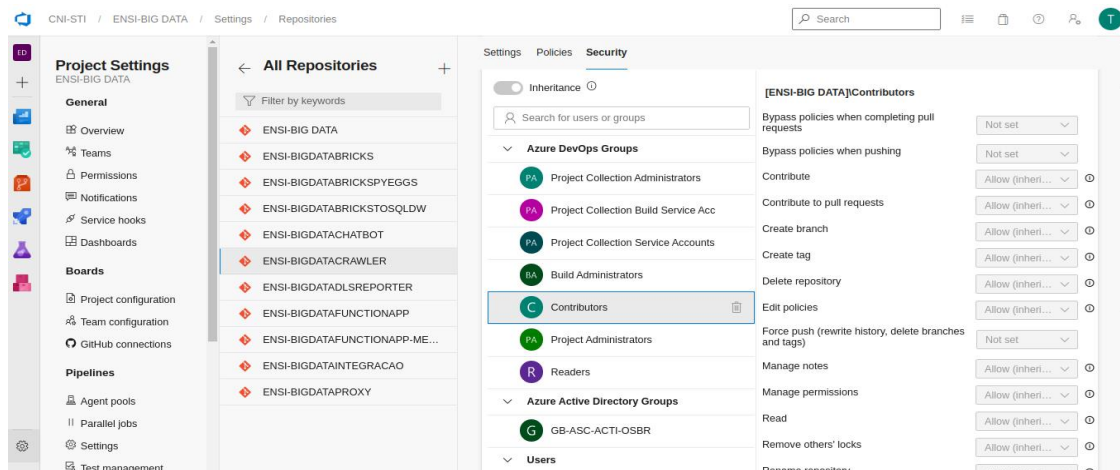 CNI-STI / ENSI-BIG DATA / Settings / Repositories
Search
T
ED
Project Settings
ENSI-BIG DATA
General
Overview
Teams
Permissions
Notifications
Service hooks
Dashboards
Boards
Project configuration
Team configuration
GitHub connections
Pipelines
Agent pools
Parallel jobs
Settings
Test management
All Repositories
Filter by keywords
ENSI-BIG DATA
ENSI-BIGDATABRICKS
ENSI-BIGDATABRICKSPYEGGS
ENSI-BIGDATABRICKSTOSQLDW
ENSI-BIGDATACHATBOT
ENSI-BIGDATACRAWLER
ENSI-BIGDATADLSREPORTER
ENSI-BIGDATAFUNCTIONAPP
ENSI-BIGDATAFUNCTIONAPP-ME...
ENSI-BIGDATAINTEGRACAO
ENSI-BIGDATAPROXY
Settings Policies Security
Inheritance
Search for users or groups
Azure DevOps Groups
PA Project Collection Administrators
PA Project Collection Build Service Acc
PA Project Collection Service Accounts
BA Build Administrators
C Contributors
PA Project Administrators
R Readers
Azure Active Directory Groups
G GB-ASC-ACTI-OSBR
Users
[ENSI-BIG DATA]\Contributors
Bypass policies when completing pull
requests Not set
Bypass policies when pushing Not set
Contribute Allow (inheri...
Contribute to pull requests Allow (inheri...
Create branch Allow (inheri...
Create tag Allow (inheri...
Delete repository Allow (inheri...
Edit policies Allow (inheri...
Force push (rewrite history, delete branches
and tags) Not set
Manage notes Allow (inheri...
Manage permissions Allow (inheri...
Read Allow (inheri...
Remove others' locks Allow (inheri...
Rename repository